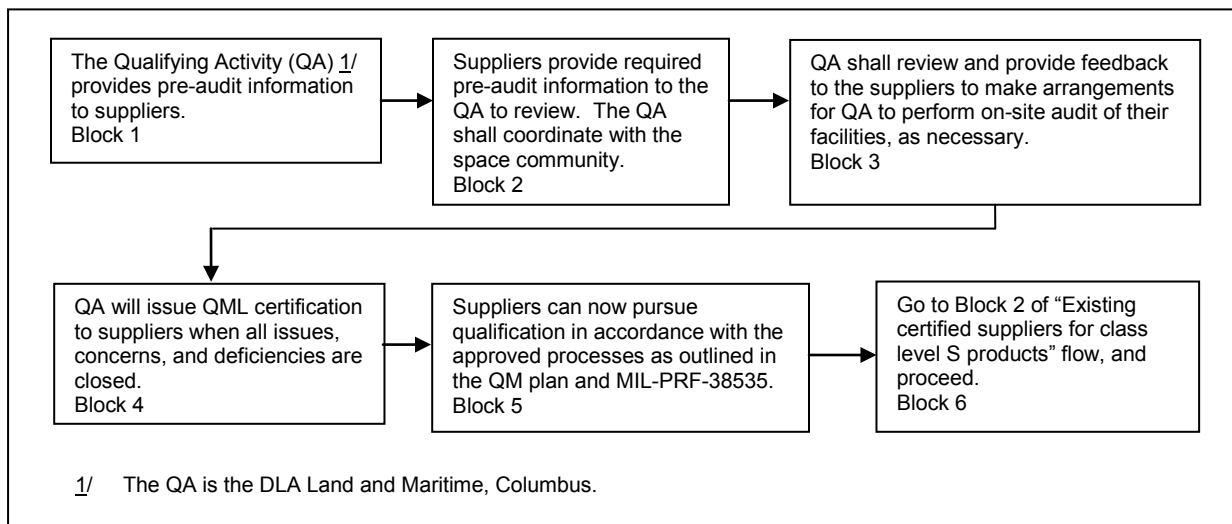 The Qualifying Activity (QA) 1/
provides pre-audit information
to suppliers.
Block 1
Suppliers provide required
pre-audit information to the
QA to review.  The QA
shall coordinate with the
space community.
Block 2
QA shall review and provide feedback
to the suppliers to make arrangements
for QA to perform on-site audit of their
facilities, as necessary.
Block 3
QA will issue QML certification
to suppliers when all issues,
concerns, and deficiencies are
closed.
Block 4
Suppliers can now pursue
qualification in accordance with the
approved processes as outlined in
the QM plan and MIL-PRF-38535.
Block 5
Go to Block 2 of “Existing
certified suppliers for class
level S products” flow, and
proceed.
Block 6
1/ The QA is the DLA Land and Maritime, Columbus.